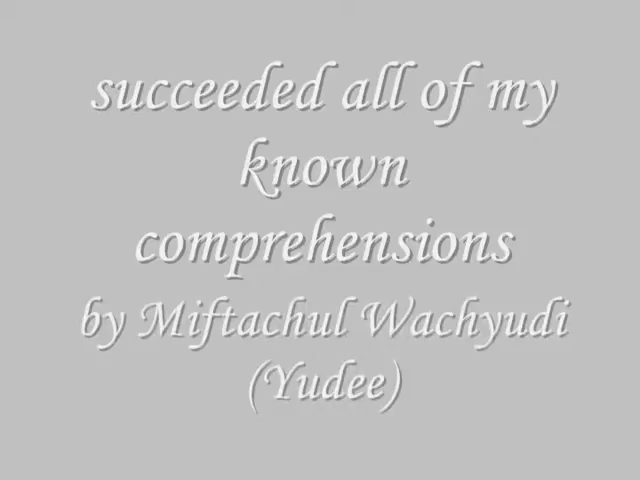 succeeded all of my
known
comprehensions
by Miftachul Wachyudi
(Yudee)